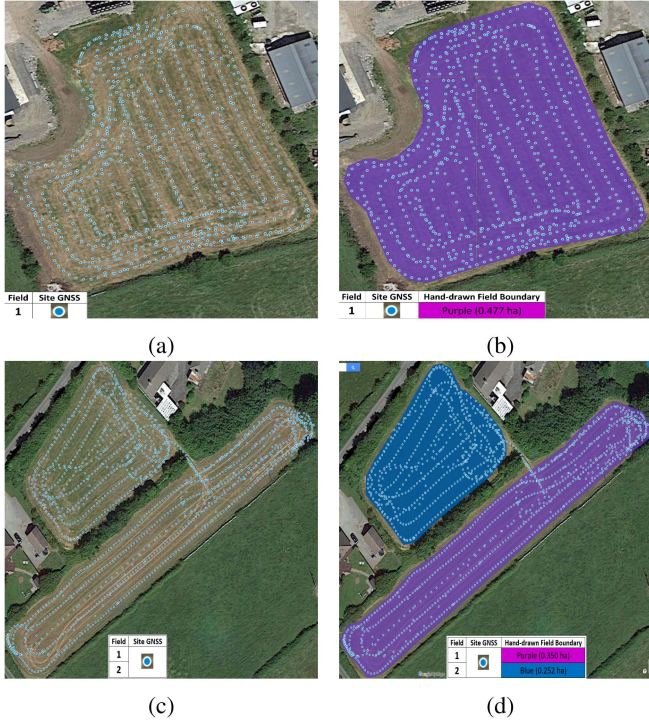 Field Site GNSS
1
Field Site GNSS Hand-drawn Field Boundary
1 Purple (0.477 ha)
(a)
(b)
Field Site GNSS
1
2
Field Site GNSS Hand-drawn Field Boundary
1 Purple (0.350 ha)
2 Blue (0.252 ha)
(c)
(d)